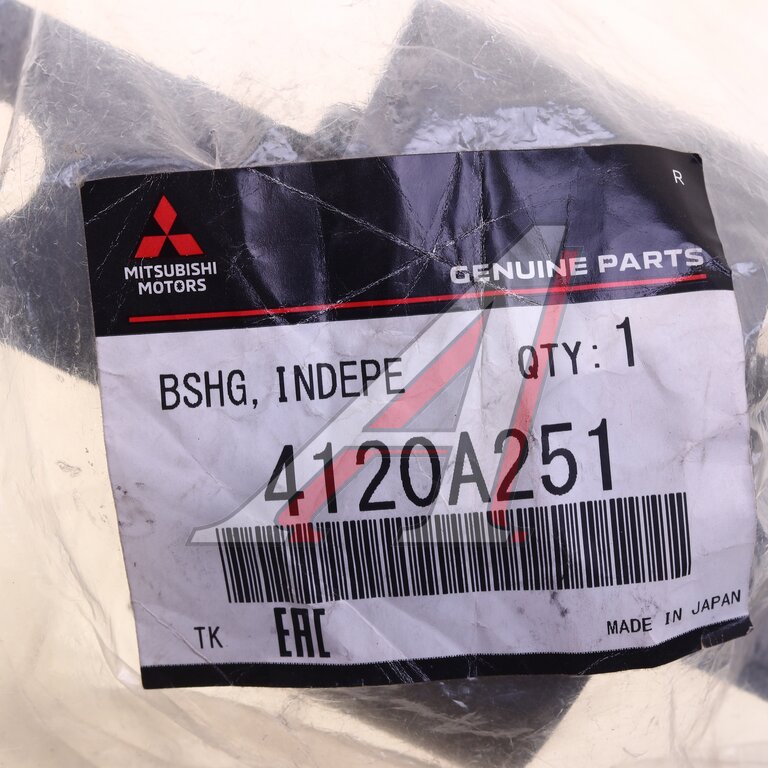 R
MITSUBISHI
MOTORS
GENUINE PARTS
BSHG, INDEPE
QTY: 1
4120A251
TK
EAC
MADE IN JAPAN